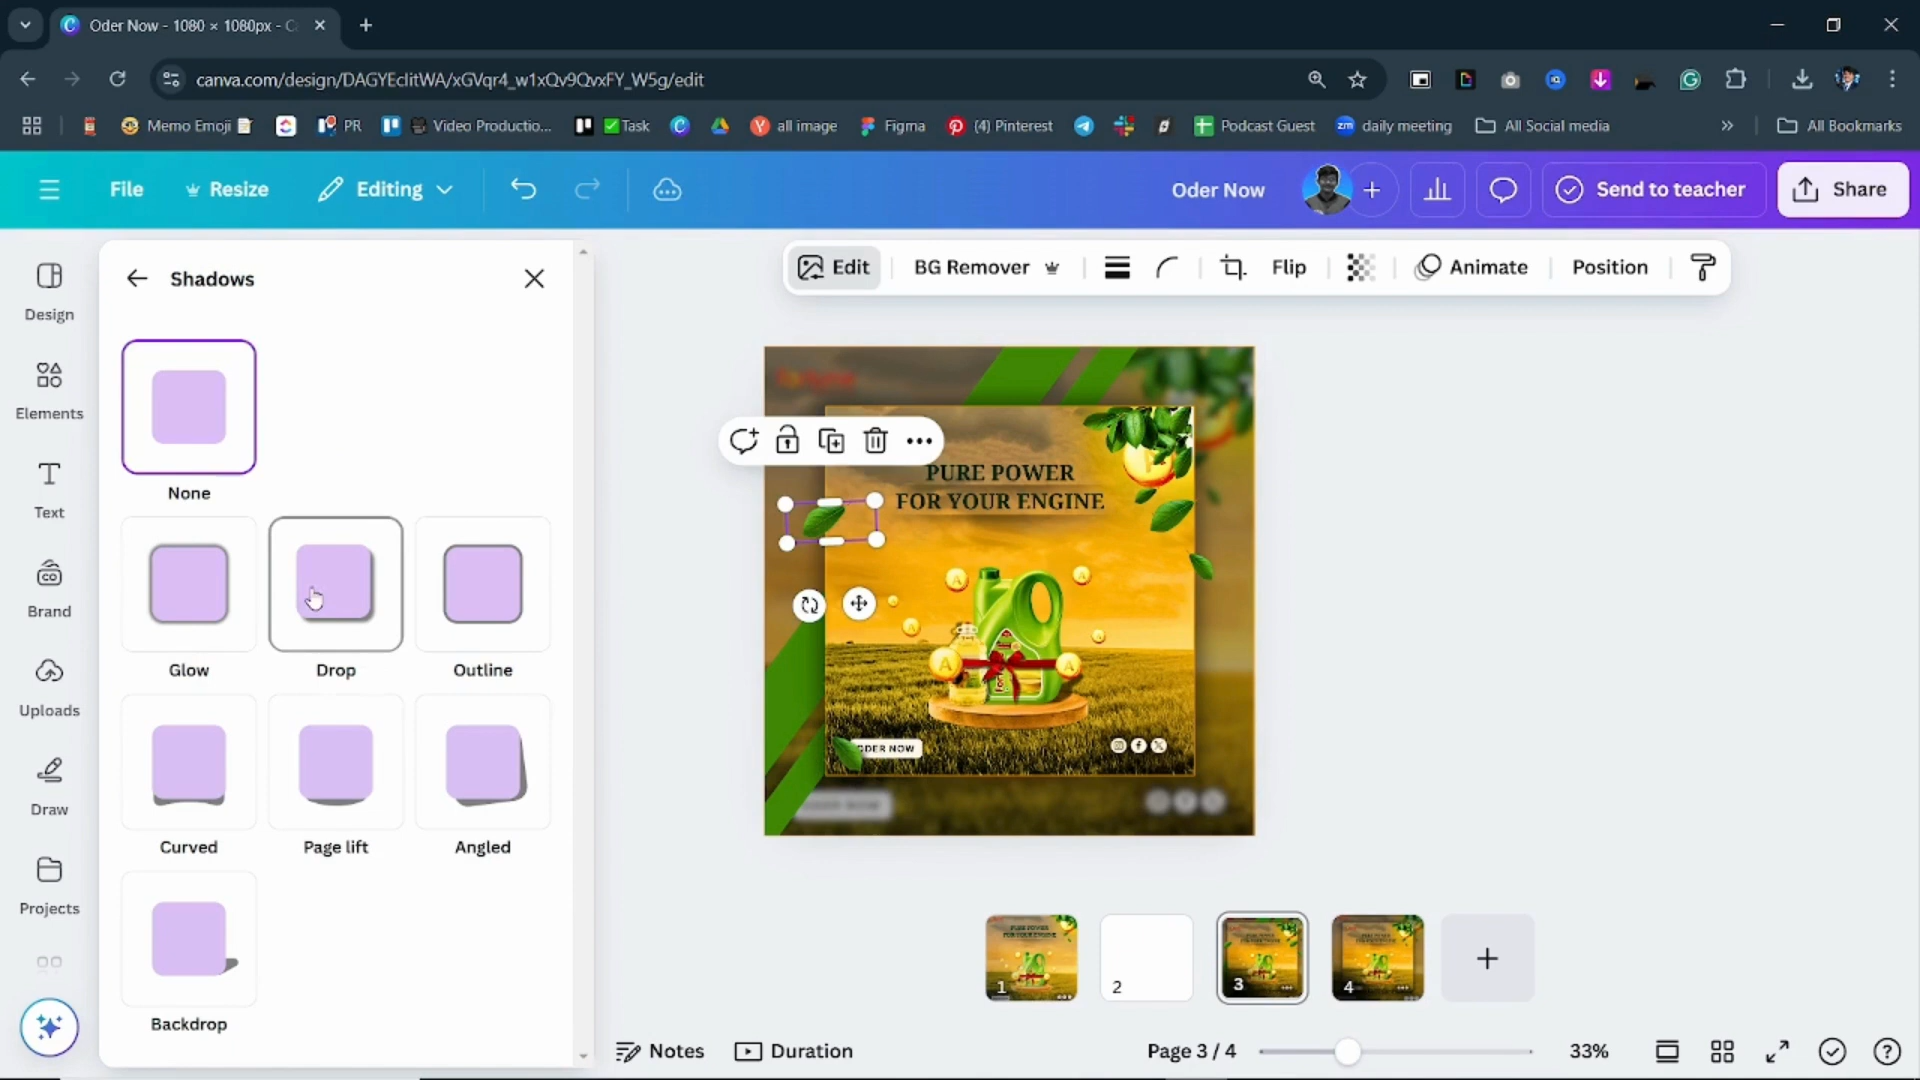 Oder Now - 1080 × 1080px - C
canva.com/design/DAGYEclitWA/xGVqr4_w1xQv9QvxFY_W5g/edit
Memo Emoji
PR
Video Productio...
Task
all image
Figma
(4) Pinterest
Podcast Guest
zm daily meeting
All Social media
All Bookmarks
File
Resize
Editing
Oder Now
Send to teacher
Share
Edit
BG Remover
Flip
Animate
Position
Design
Elements
Text
Brand
Uploads
Draw
Projects
Shadows
None
Glow
Drop
Outline
Curved
Page lift
Angled
Backdrop
PURE POWER
FOR YOUR ENGINE
A
A
A
A
A
A
ODER NOW
1
2
3
4
Notes
Duration
Page 3 / 4
33%